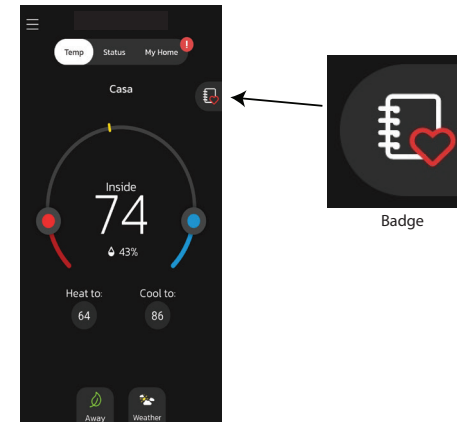 Temp Status My Home !
Casa
Inside
74
43%
Heat to: Cool to:
64 86
Away Weather
Badge